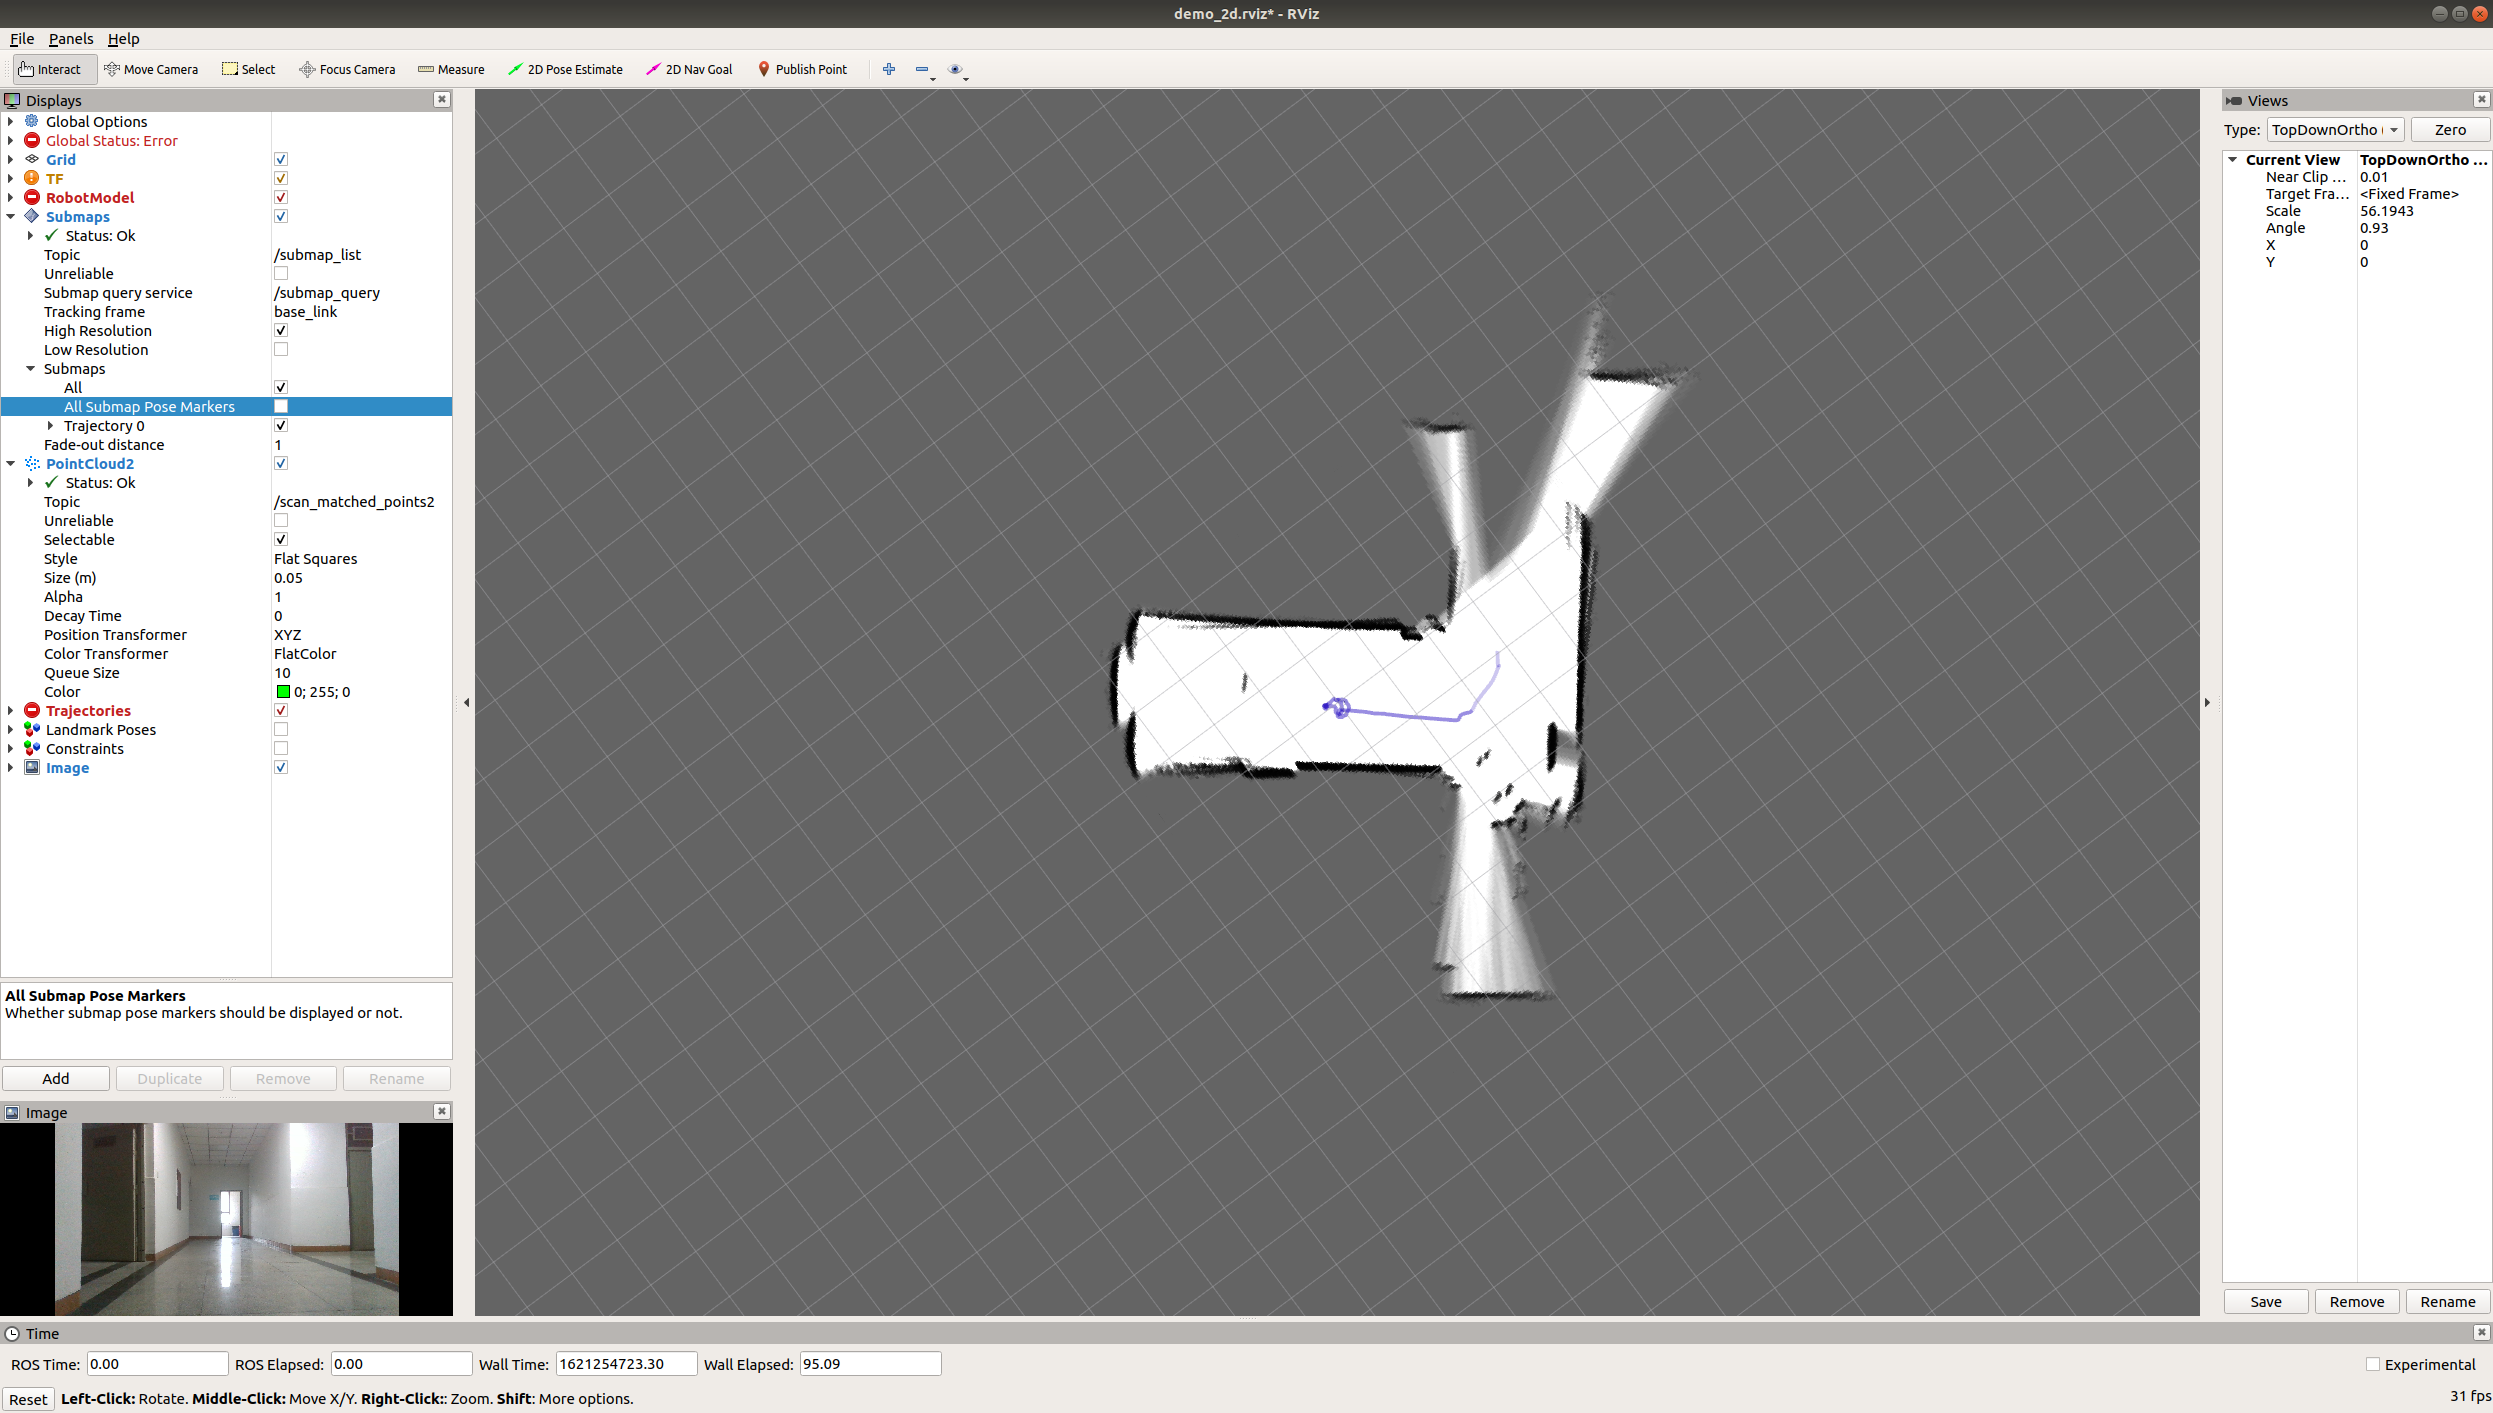 demo_2d.rviz* - RViz
File Panels Help
Interact Move Camera Select Focus Camera Measure 2D Pose Estimate 2D Nav Goal Publish Point
Displays
Global Options
Global Status: Error
Grid
TF
RobotModel
Submaps
Status: Ok
Topic /submap_list
Unreliable
Submap query service /submap_query
Tracking frame base_link
High Resolution
Low Resolution
Submaps
All
All Submap Pose Markers
Trajectory 0
Fade-out distance 1
PointCloud2
Status: Ok
Topic /scan_matched_points2
Unreliable
Selectable
Style Flat Squares
Size (m) 0.05
Alpha 1
Decay Time 0
Position Transformer XYZ
Color Transformer FlatColor
Queue Size 10
Color 0; 255; 0
Trajectories
Landmark Poses
Constraints
Image
All Submap Pose Markers
Whether submap pose markers should be displayed or not.
Add Duplicate Remove Rename
Image
Views
Type: TopDownOrtho ( Zero
Current View TopDownOrtho ...
Near Clip ... 0.01
Target Fra... <Fixed Frame>
Scale 56.1943
Angle 0.93
X 0
Y 0
Save Remove Rename
Time
ROS Time: 0.00 ROS Elapsed: 0.00 Wall Time: 1621254723.30 Wall Elapsed: 95.09 Experimental
Reset Left-Click: Rotate. Middle-Click: Move X/Y. Right-Click:: Zoom. Shift: More options. 31 fps